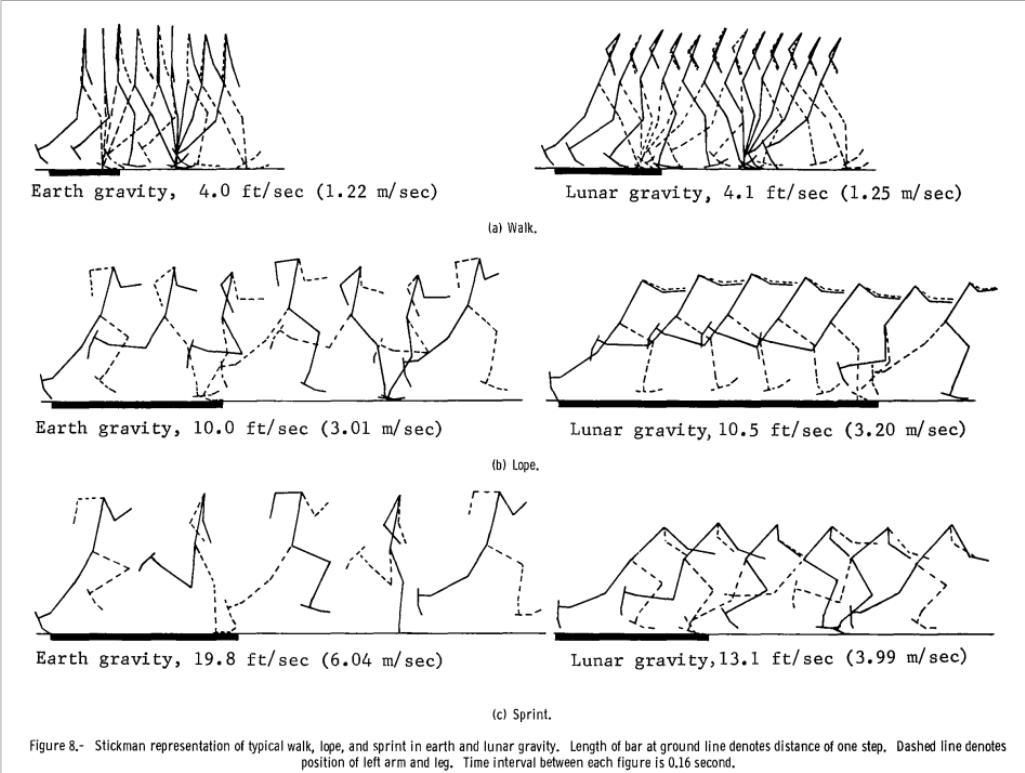 Earth gravity, 4.0 ft/sec (1.22 m/sec)
Lunar gravity, 4.1 ft/sec (1.25 m/sec)
(a) Walk.
Earth gravity, 10.0 ft/sec (3.01 m/sec)
Lunar gravity, 10.5 ft/sec (3.20 m/sec)
(b) Lope.
Earth gravity, 19.8 ft/sec (6.04 m/sec)
Lunar gravity, 13.1 ft/sec (3.99 m/sec)
(c) Sprint.
Figure 8.- Stickman representation of typical walk, lope, and sprint in earth and lunar gravity. Length of bar at ground line denotes distance of one step. Dashed line denotes
position of left arm and leg. Time interval between each figure is 0.16 second.